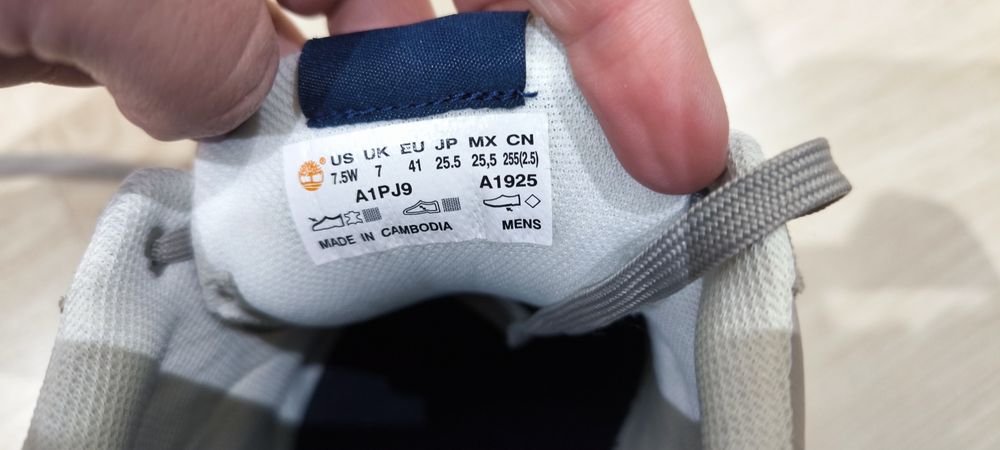 US UK EU JP MX CN
7.5W 7 41 25.5 25,5 255(2.5)
A1PJ9 A1925
MADE IN CAMBODIA MENS